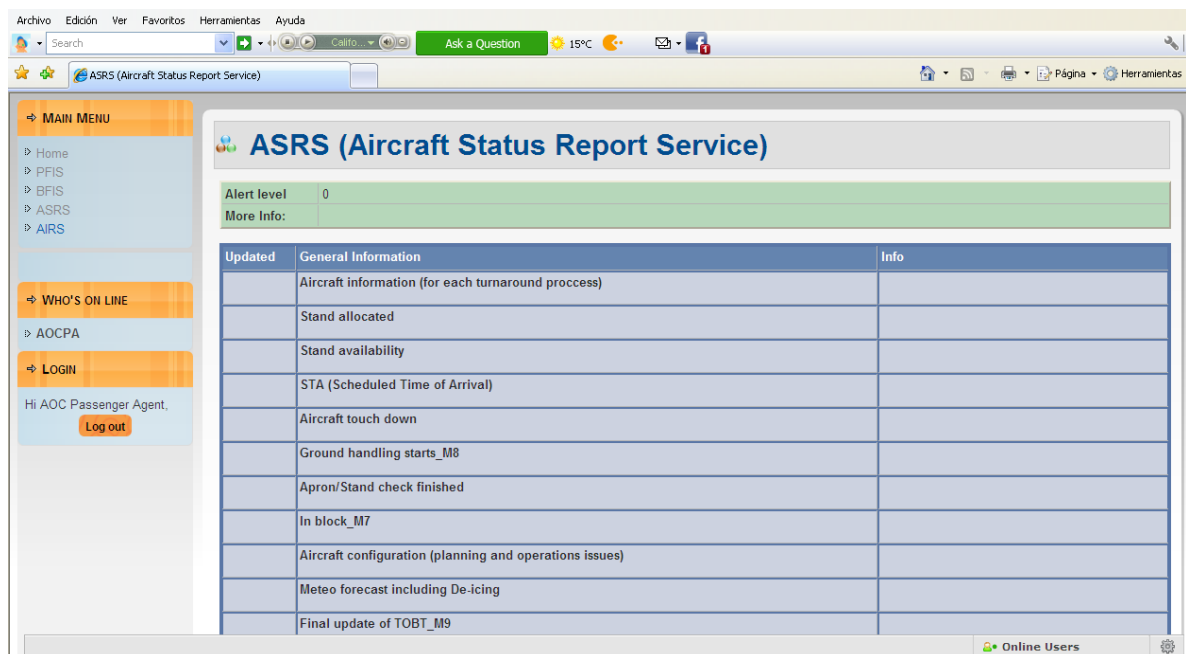 Archivo Edición Ver Favoritos Herramientas Ayuda
Search Califo... Ask a Question 15°C 1
ASRS (Aircraft Status Report Service) Página Herramientas
MAIN MENU
Home
PFIS
BFIS
ASRS
AIRS
WHO'S ON LINE
AOCPA
LOGIN
Hi AOC Passenger Agent,
Log out
ASRS (Aircraft Status Report Service)
Alert level 0
More Info:
Updated General Information Info
Aircraft information (for each turnaround proccess)
Stand allocated
Stand availability
STA (Scheduled Time of Arrival)
Aircraft touch down
Ground handling starts_M8
Apron/Stand check finished
In block_M7
Aircraft configuration (planning and operations issues)
Meteo forecast including De-icing
Final update of TOBT_M9
Online Users